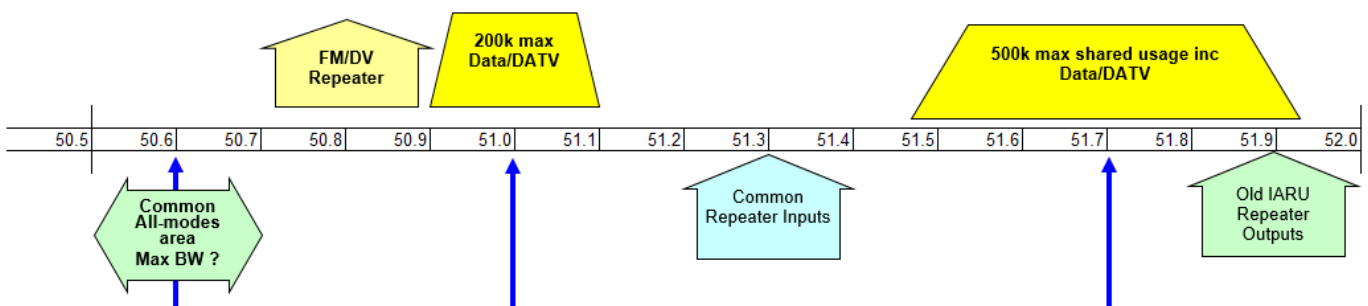 FM/DV
Repeater
200k max
Data/DATV
500k max shared usage inc
Data/DATV
50.5 50.6 50.7 50.8 50.9 51.0 51.1 51.2 51.3 51.4 51.5 51.6 51.7 51.8 51.9 52.0
Common
All-modes
area
Max BW ?
Common
Repeater Inputs
Old IARU
Repeater
Outputs